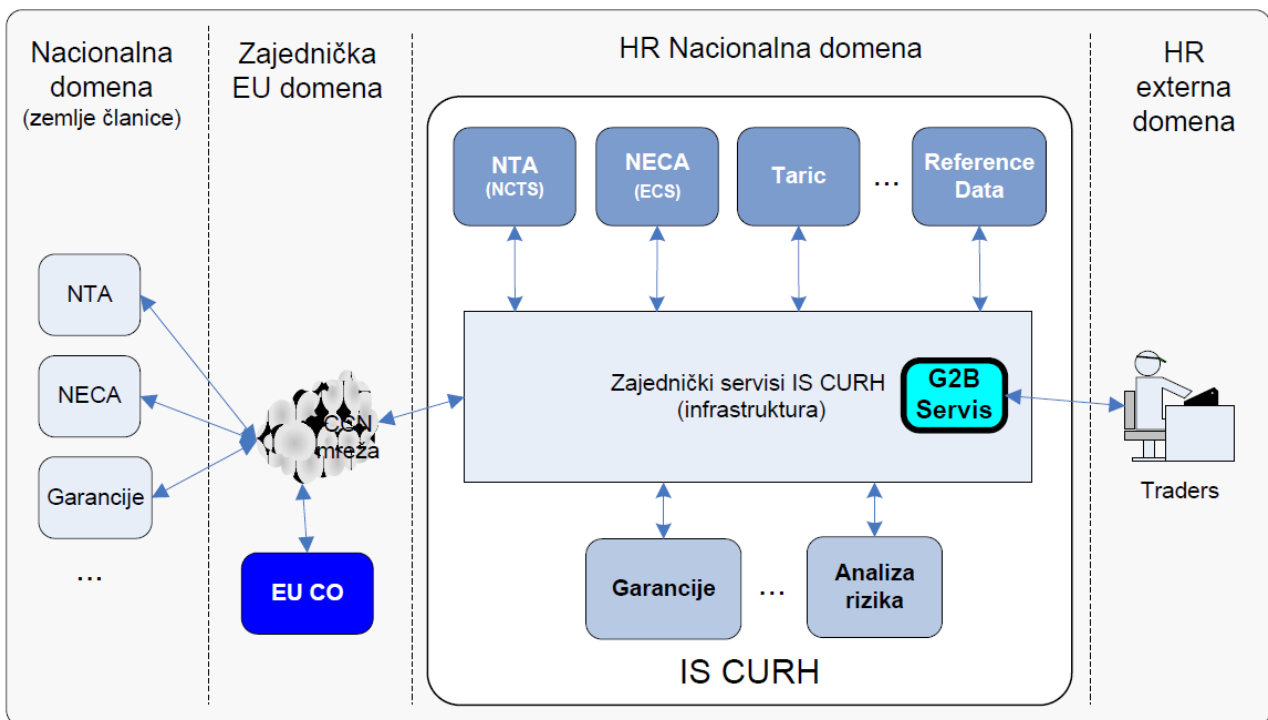 Nacionalna
domena
(zemlje članice)
Zajednička
EU domena
HR Nacionalna domena
HR
externa
domena
NTA
(NCTS)
NECA
(ECS)
Taric
...
Reference
Data
NTA
NECA
Garancije
...
CCN
mreža
EU CO
Zajednički servisi IS CURH
(infrastruktura)
G2B
Servis
Traders
Garancije
...
Analiza
rizika
IS CURH